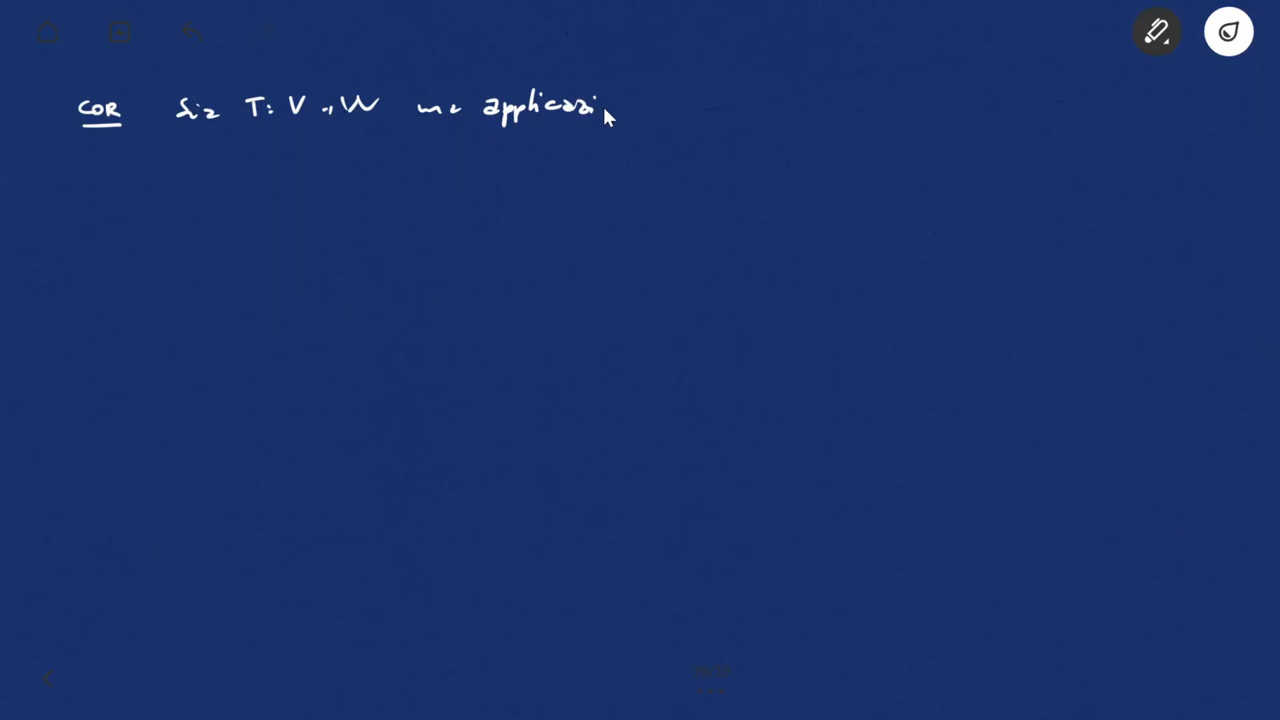 COR Sia T: V → W una applicazi